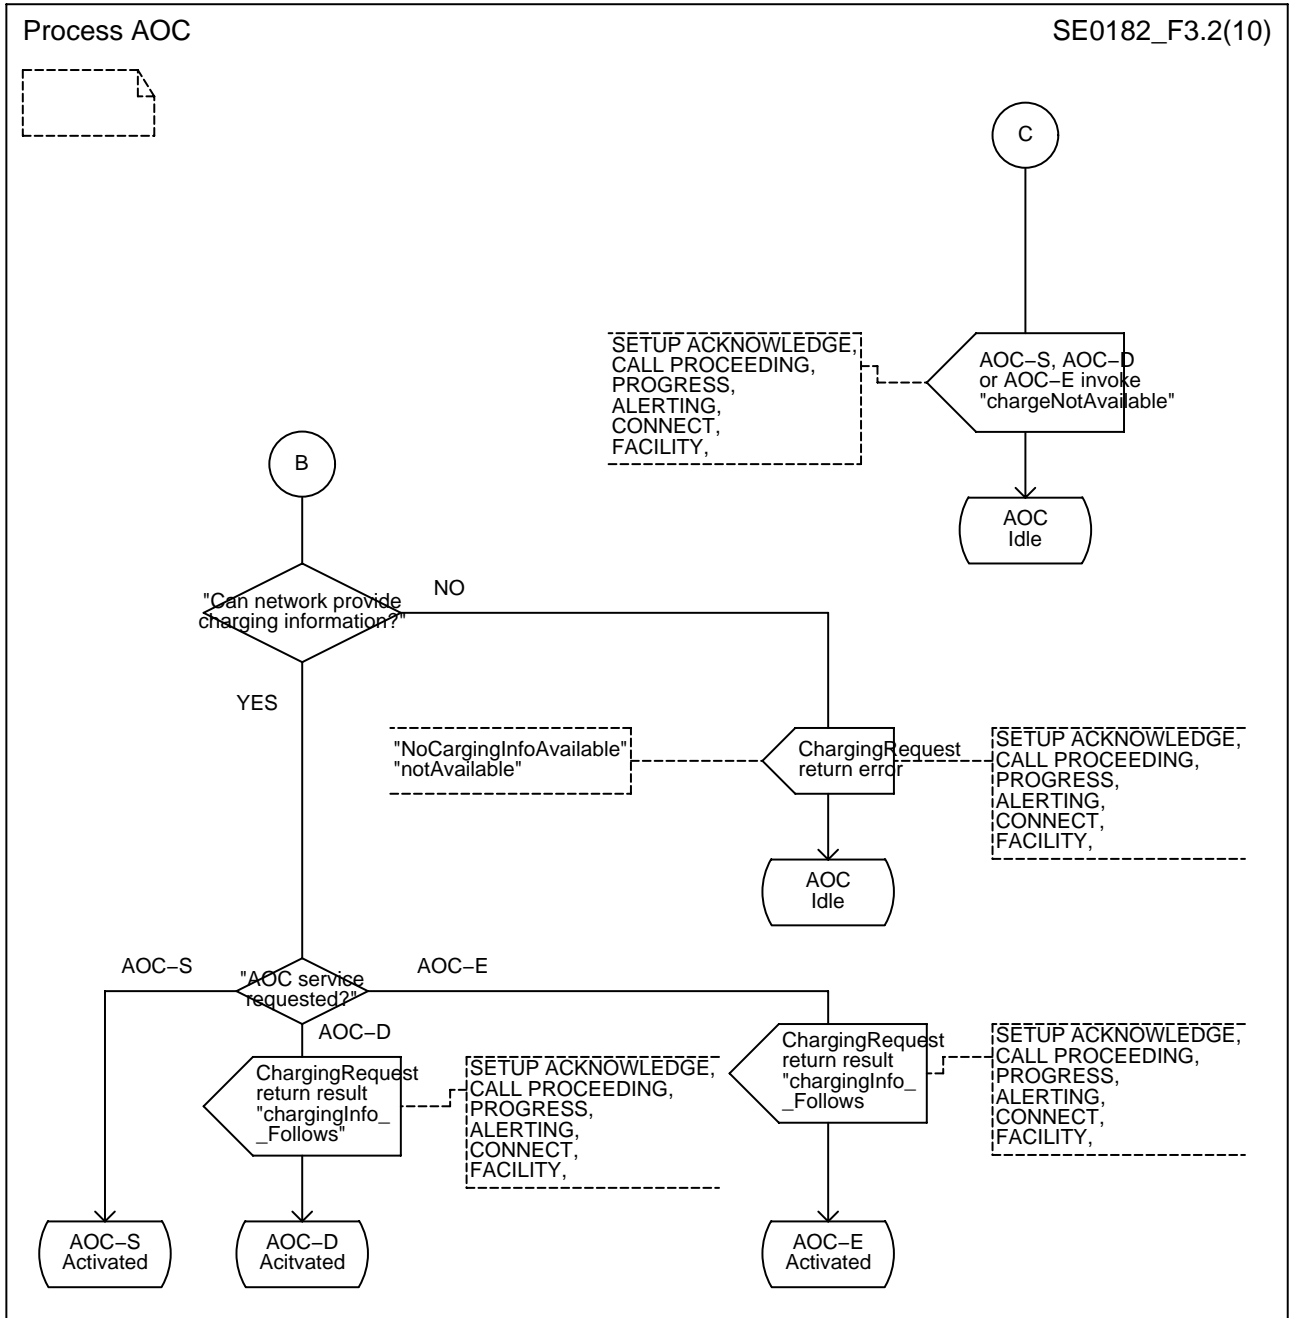 Process AOC
SE0182_F3.2(10)
C
SETUP ACKNOWLEDGE,
CALL PROCEEDING,
PROGRESS,
ALERTING,
CONNECT,
FACILITY,
AOC–S, AOC–D
or AOC–E invoke
"chargeNotAvailable"
AOC
Idle
B
"Can network provide
charging information?"
NO
YES
"NoCargingInfoAvailable"
"notAvailable"
ChargingRequest
return error
SETUP ACKNOWLEDGE,
CALL PROCEEDING,
PROGRESS,
ALERTING,
CONNECT,
FACILITY,
AOC
Idle
AOC–S
"AOC service
requested?"
AOC–E
AOC–D
ChargingRequest
return result
"chargingInfo_
_Follows"
SETUP ACKNOWLEDGE,
CALL PROCEEDING,
PROGRESS,
ALERTING,
CONNECT,
FACILITY,
ChargingRequest
return result
"chargingInfo_
_Follows
SETUP ACKNOWLEDGE,
CALL PROCEEDING,
PROGRESS,
ALERTING,
CONNECT,
FACILITY,
AOC–S
Activated
AOC–D
Acitvated
AOC–E
Activated